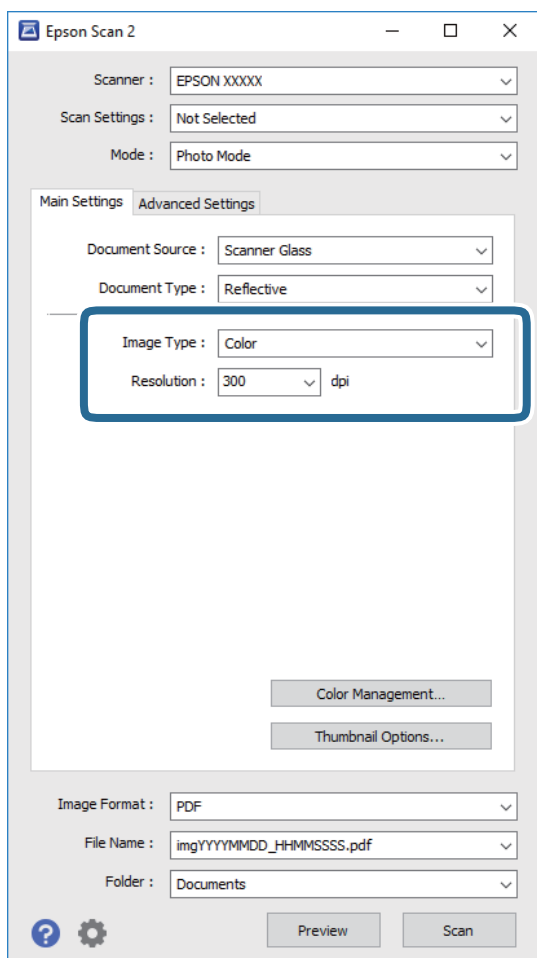 Epson Scan 2
Scanner : EPSON XXXXX
Scan Settings : Not Selected
Mode : Photo Mode
Main Settings Advanced Settings
Document Source : Scanner Glass
Document Type : Reflective
Image Type : Color
Resolution : 300 dpi
Color Management...
Thumbnail Options...
Image Format : PDF
File Name : imgYYYYMMDD_HHMMSSSS.pdf
Folder : Documents
? Preview Scan